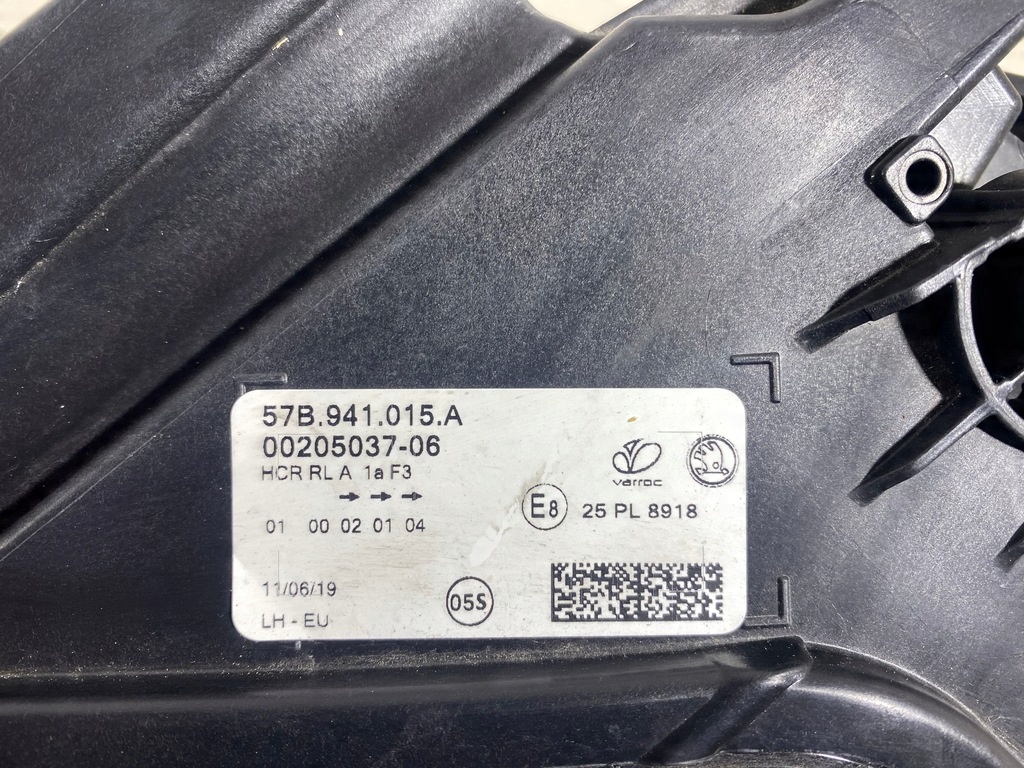 57B.941.015.A
00205037-06
HCR RL A 1a F3
→ → →
01 00 02 01 04
varroc
E8 25 PL 8918
11/06/19
05S
LH - EU